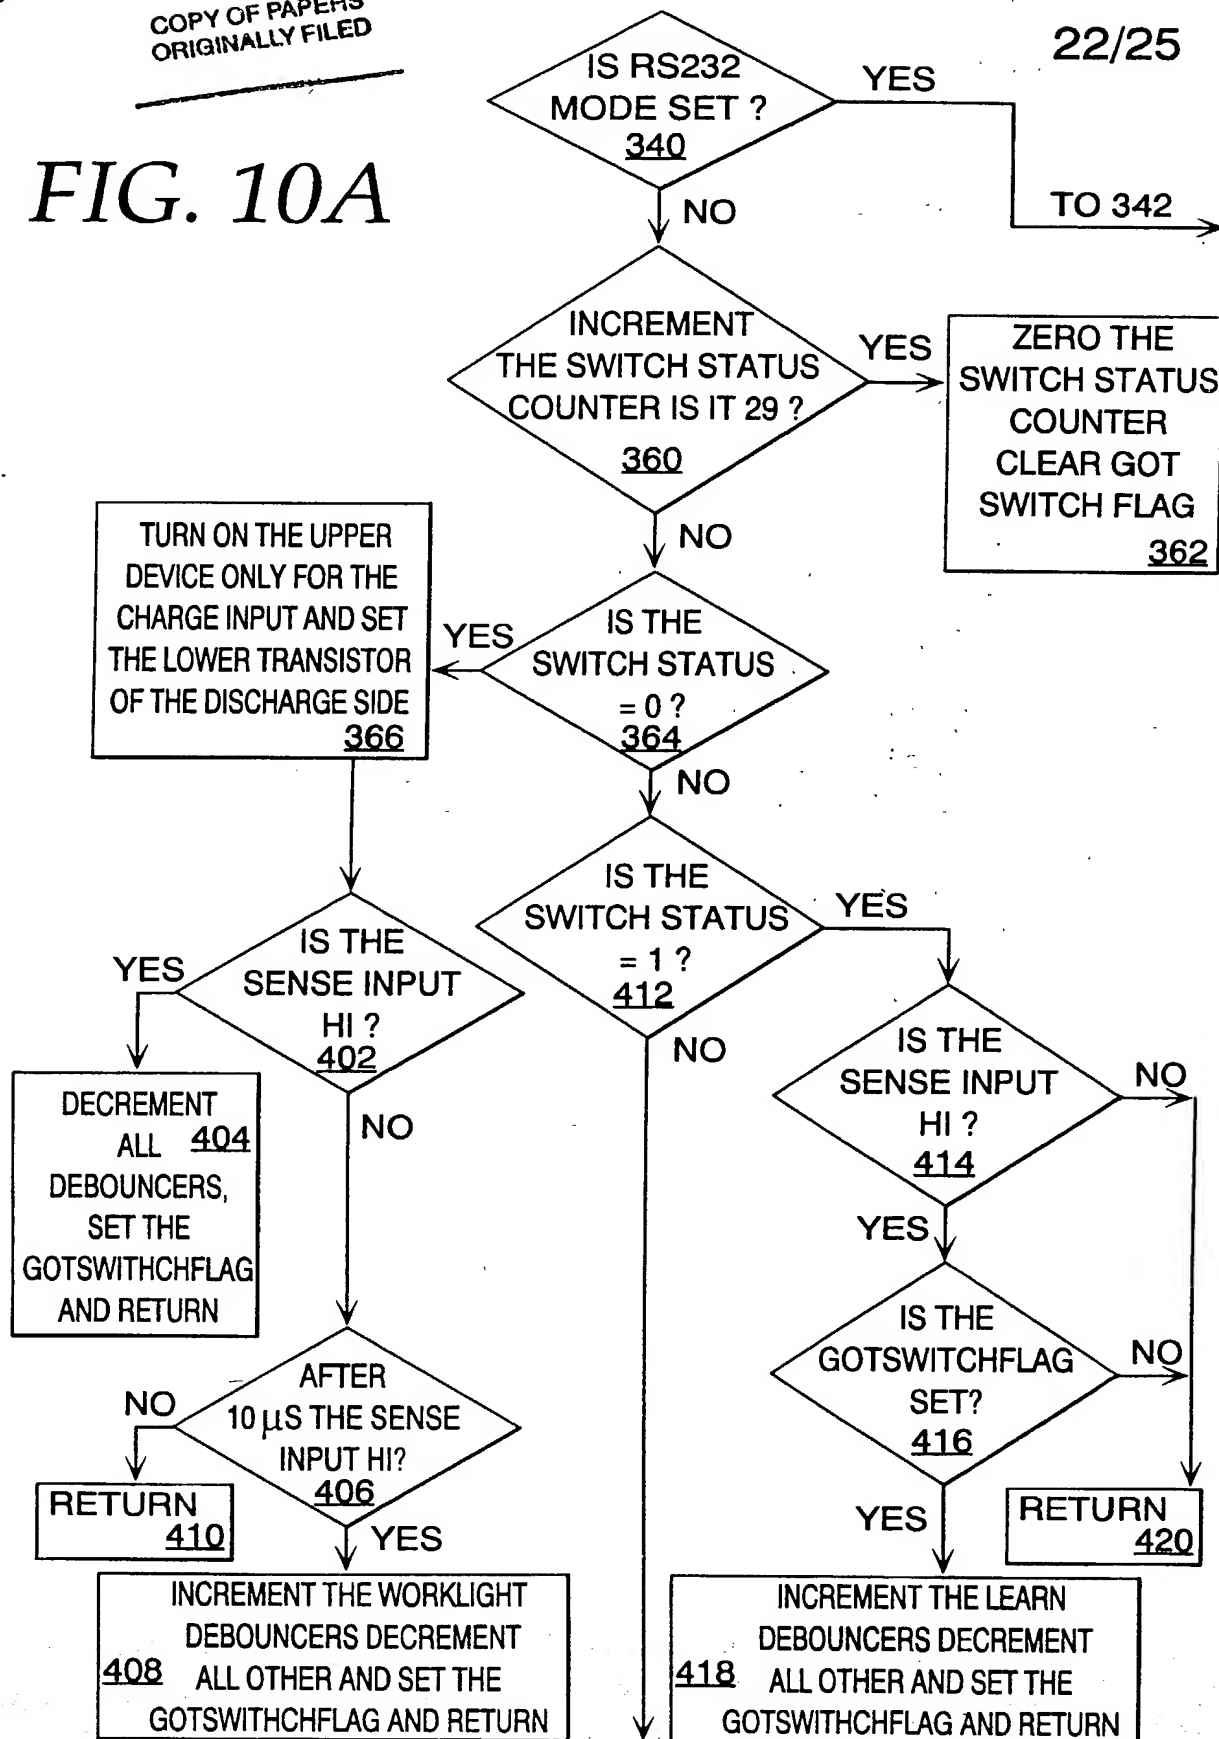 COPY OF PAPERS
ORIGINALLY FILED
22/25
FIG. 10A
IS RS232
MODE SET ?
340
YES
TO 342
NO
INCREMENT
THE SWITCH STATUS
COUNTER IS IT 29 ?
360
YES
ZERO THE
SWITCH STATUS
COUNTER
CLEAR GOT
SWITCH FLAG
362
NO
IS THE
SWITCH STATUS
= 0 ?
364
YES
TURN ON THE UPPER
DEVICE ONLY FOR THE
CHARGE INPUT AND SET
THE LOWER TRANSISTOR
OF THE DISCHARGE SIDE
366
NO
IS THE
SWITCH STATUS
= 1 ?
412
YES
NO
IS THE
SENSE INPUT
HI ?
402
YES
DECREMENT
ALL 404
DEBOUNCERS,
SET THE
GOTSWITHCHFLAG
AND RETURN
NO
AFTER
10 µS THE SENSE
INPUT HI?
406
NO
RETURN
410
YES
INCREMENT THE WORKLIGHT
DEBOUNCERS DECREMENT
408 ALL OTHER AND SET THE
GOTSWITHCHFLAG AND RETURN
IS THE
SENSE INPUT
HI ?
414
NO
YES
IS THE
GOTSWITCHFLAG
SET?
416
NO
RETURN
420
YES
INCREMENT THE LEARN
DEBOUNCERS DECREMENT
418 ALL OTHER AND SET THE
GOTSWITHCHFLAG AND RETURN